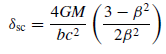 δsc = 4GM/bc² (3 − β²/2β²)